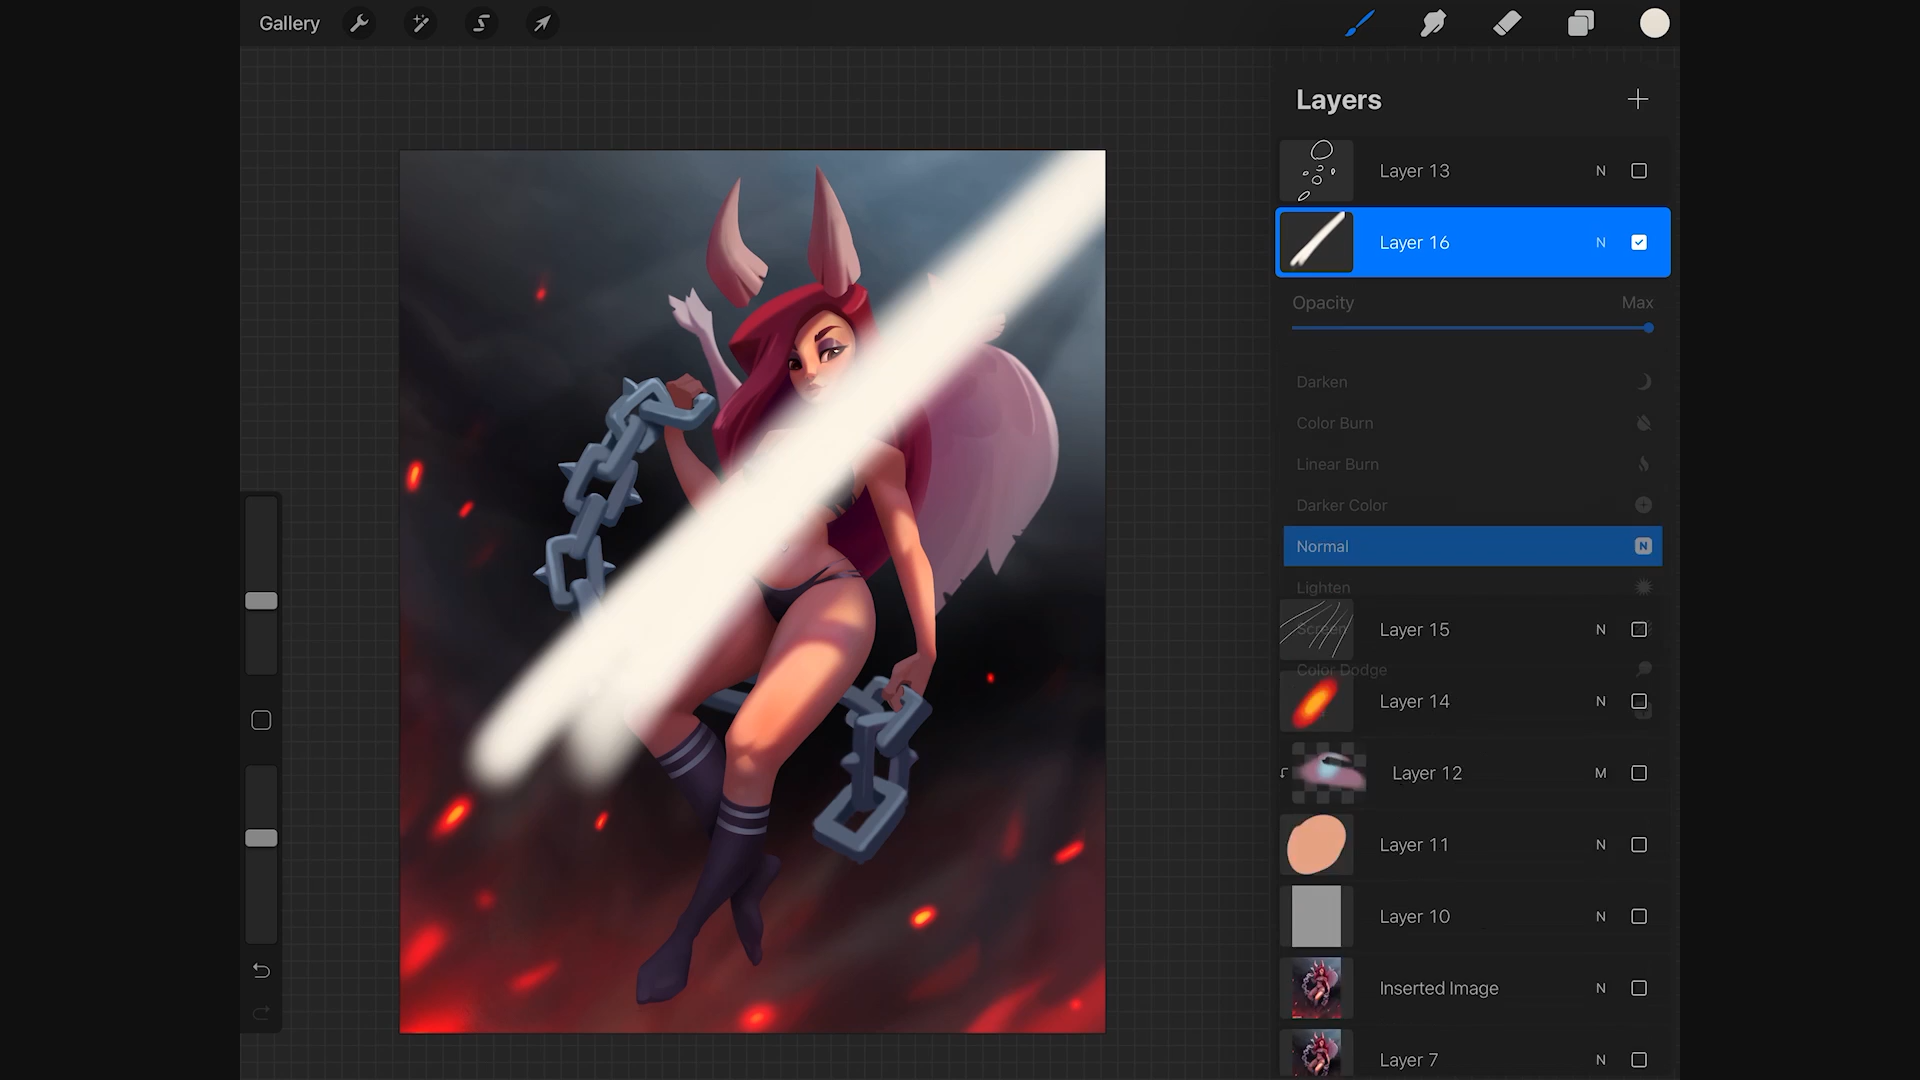 Gallery
Layers
Layer 13 N
Layer 16 N
Opacity Max
Darken
Color Burn
Linear Burn
Darker Color
Normal N
Lighten
Screen
Layer 15 N
Color Dodge
Layer 14 N
Layer 12 M
Layer 11 N
Layer 10 N
Inserted Image N
Layer 7 N